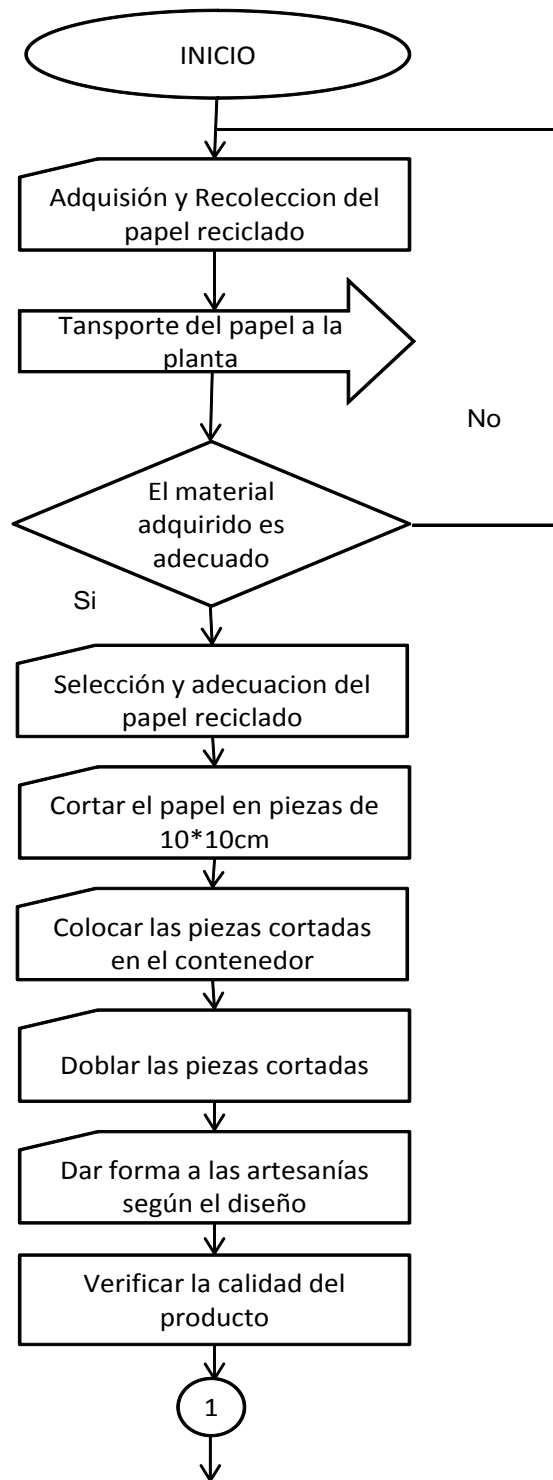 INICIO
Adquisión y Recoleccion del
papel reciclado
Tansporte del papel a la
planta
No
El material
adquirido es
adecuado
Si
Selección y adecuacion del
papel reciclado
Cortar el papel en piezas de
10*10cm
Colocar las piezas cortadas
en el contenedor
Doblar las piezas cortadas
Dar forma a las artesanías
según el diseño
Verificar la calidad del
producto
1